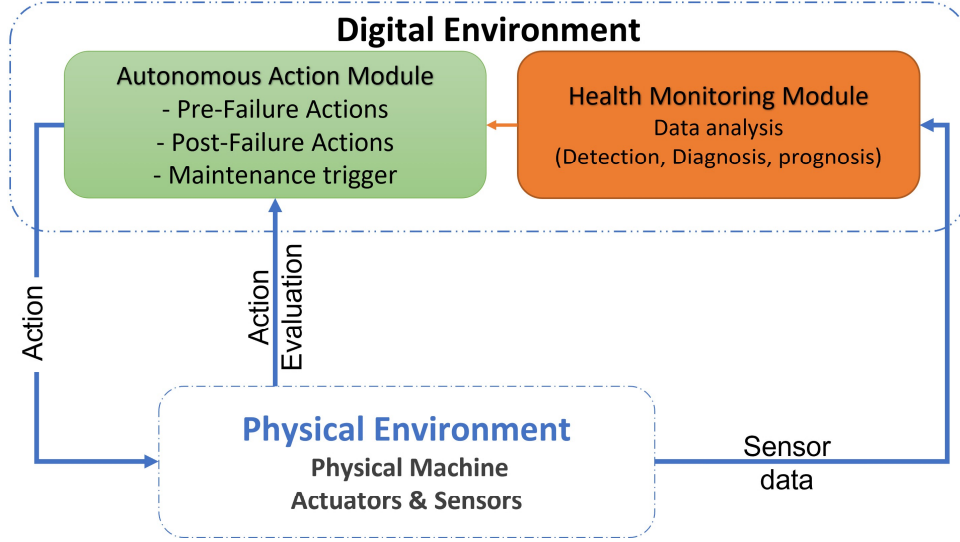 Digital Environment
Autonomous Action Module
- Pre-Failure Actions
- Post-Failure Actions
- Maintenance trigger
Health Monitoring Module
Data analysis
(Detection, Diagnosis, prognosis)
Action
Action
Evaluation
Physical Environment
Physical Machine
Actuators & Sensors
Sensor
data